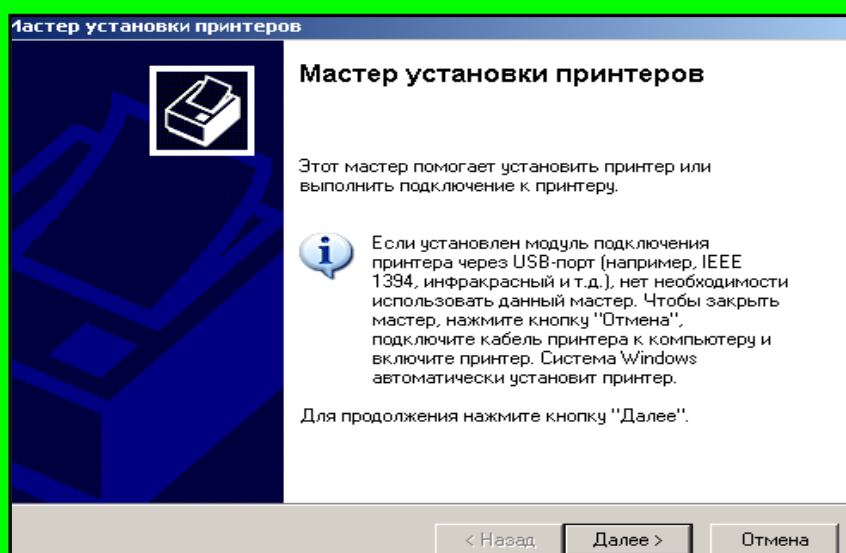 Мастер установки принтеров
Мастер установки принтеров
Этот мастер помогает установить принтер или
выполнить подключение к принтеру.
Если установлен модуль подключения
принтера через USB-порт (например, IEEE
1394, инфракрасный и т.д.), нет необходимости
использовать данный мастер. Чтобы закрыть
мастер, нажмите кнопку "Отмена",
подключите кабель принтера к компьютеру и
включите принтер. Система Windows
автоматически установит принтер.
Для продолжения нажмите кнопку "Далее".
< Назад Далее > Отмена